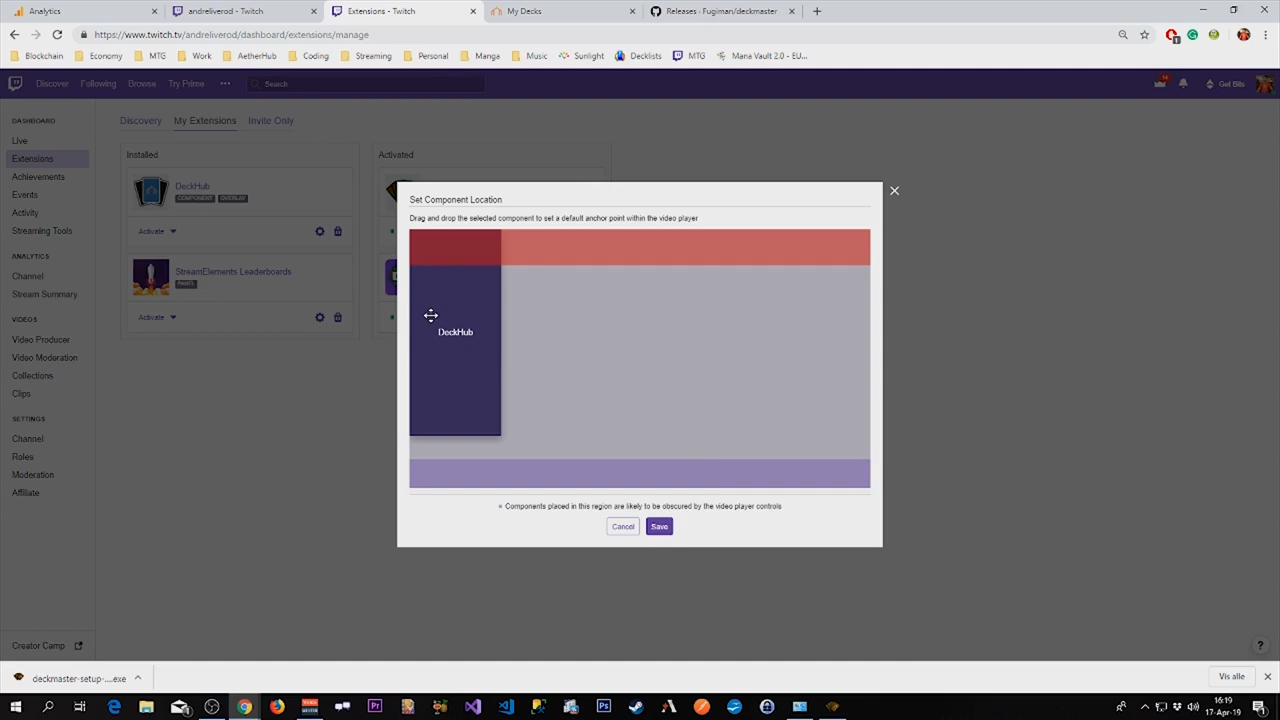 Analytics
andreliverod - Twitch
Extensions - Twitch
My Decks
Releases · Fugiman/deckmaster ·
https://www.twitch.tv/andreliverod/dashboard/extensions/manage
Blockchain
Economy
MTG
Work
AetherHub
Coding
Streaming
Personal
Manga
Music
Sunlight
Decklists
MTG
Mana Vault 2.0 - EU...
Discover
Following
Browse
Try Prime
Search
Get Bits
DASHBOARD
Live
Extensions
Achievements
Events
Activity
Streaming Tools
ANALYTICS
Channel
Stream Summary
VIDEOS
Video Producer
Video Moderation
Collections
Clips
SETTINGS
Channel
Roles
Moderation
Affiliate
Creator Camp
Discovery
My Extensions
Invite Only
Installed
Activated
DeckHub
COMPONENT OVERLAY
Activate
StreamElements Leaderboards
PANEL
Activate
Set Component Location
Drag and drop the selected component to set a default anchor point within the video player
DeckHub
Components placed in this region are likely to be obscured by the video player controls
Cancel
Save
deckmaster-setup-....exe
Vis alle
16:19
17-Apr-19